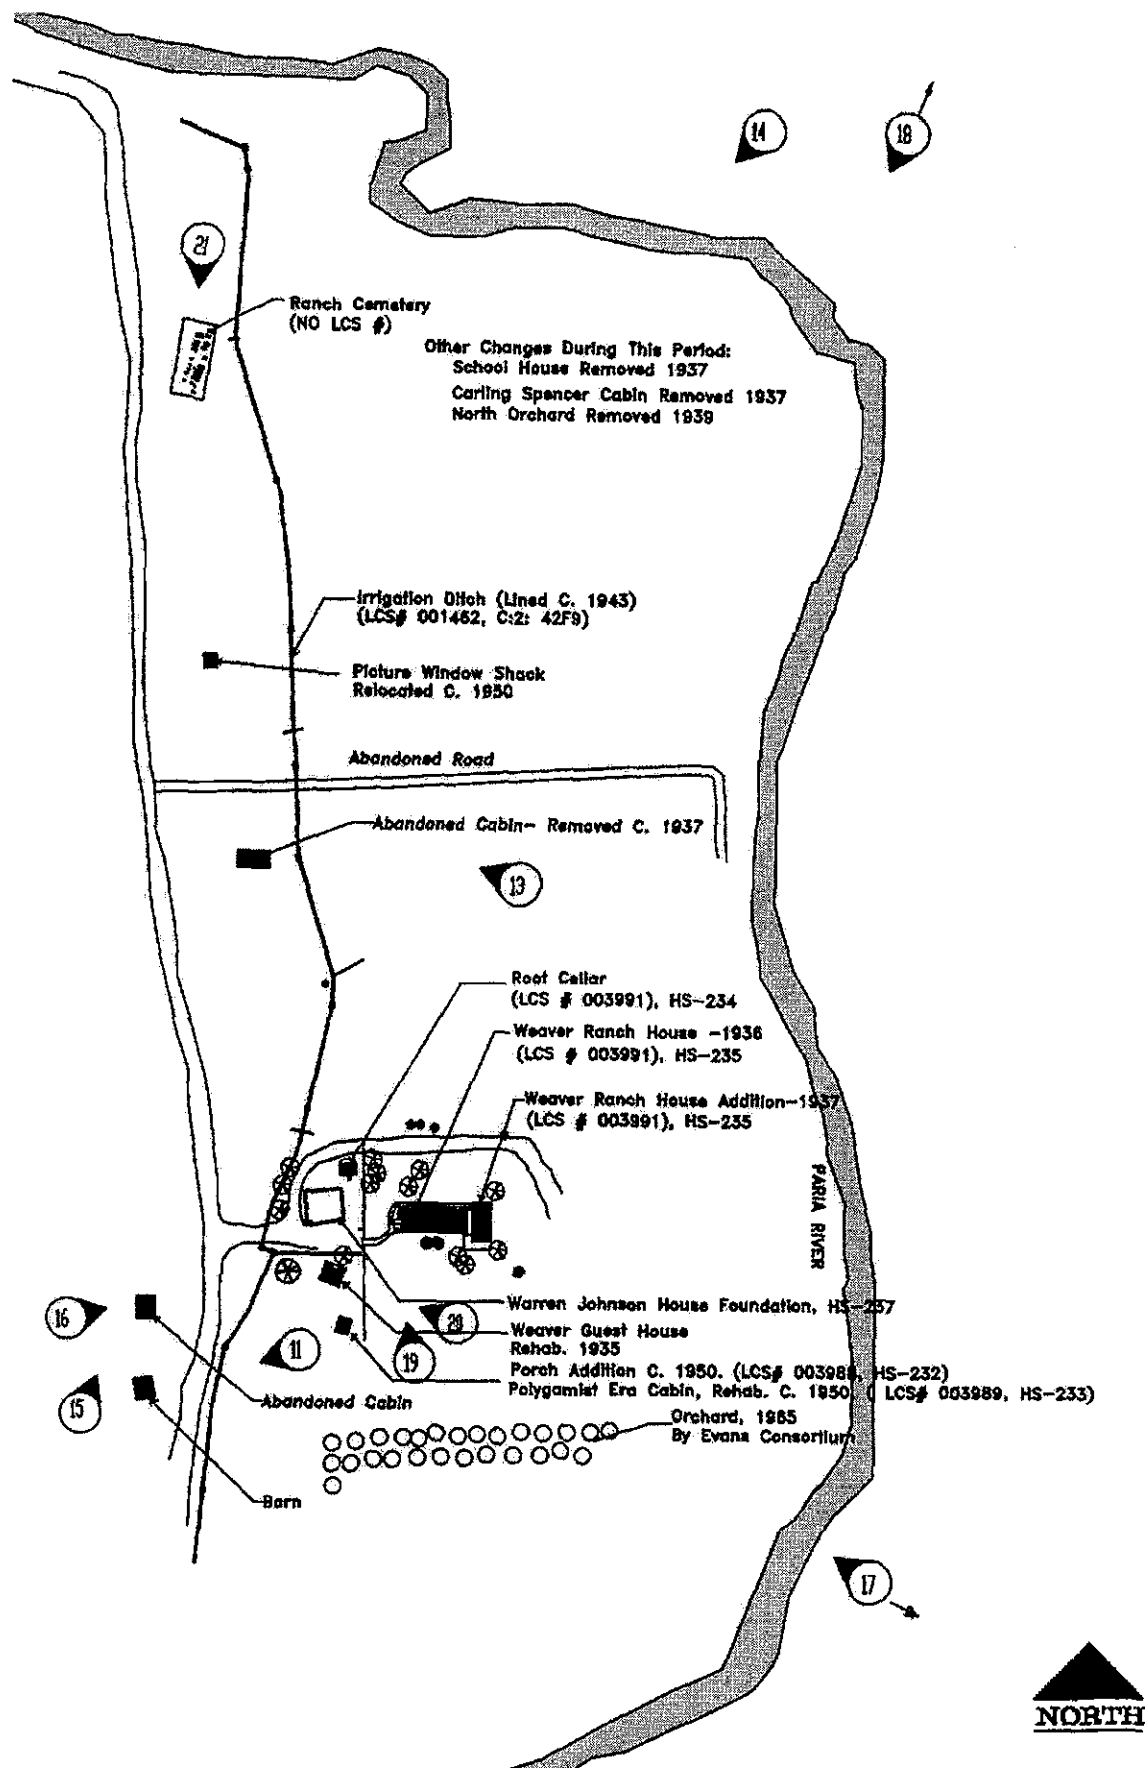 14
18
21
Ranch Cemetery
(NO LCS #)
Other Changes During This Period:
School House Removed 1937
Carling Spencer Cabin Removed 1937
North Orchard Removed 1939
Irrigation Ditch (Lined C. 1943)
(LCS# 001462, C:2: 42F9)
Picture Window Shack
Relocated C. 1950
Abandoned Road
Abandoned Cabin- Removed C. 1937
13
Root Cellar
(LCS # 003991), HS-234
Weaver Ranch House -1936
(LCS # 003991), HS-235
Weaver Ranch House Addition-1937
(LCS # 003991), HS-235
PARIA RIVER
Warren Johnson House Foundation, HS-237
16
20
Weaver Guest House
Rehab. 1935
11
19
Porch Addition C. 1950. (LCS# 003988, HS-232)
Polygamist Era Cabin, Rehab. C. 1950. ( LCS# 003989, HS-233)
15
Abandoned Cabin
Orchard, 1965
By Evans Consortium
Barn
17
NORTH